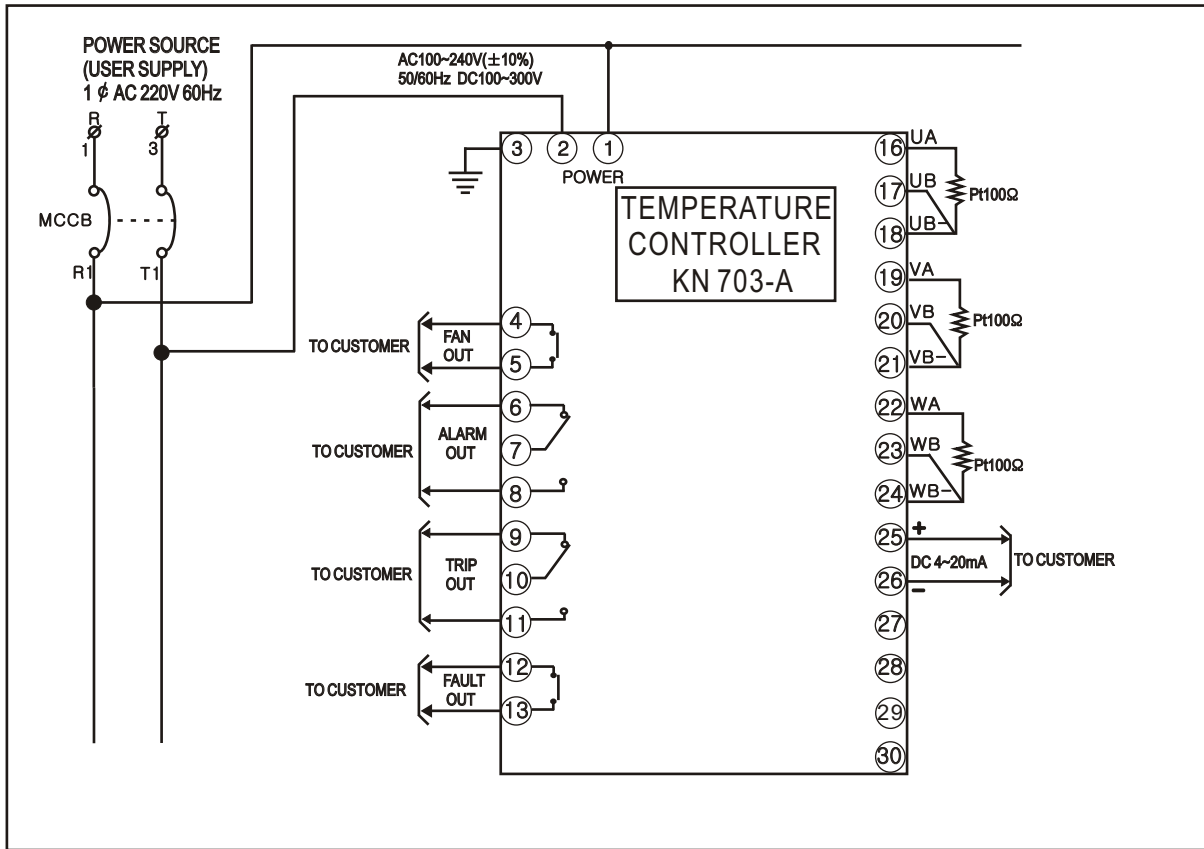 POWER SOURCE
(USER SUPPLY)
1 ¢ AC 220V 60Hz
R T
1 3
MCCB
R1 T1
AC100~240V(±10%)
50/60Hz DC100~300V
3 2 1
POWER
TEMPERATURE
CONTROLLER
KN 703-A
4
5
FAN
OUT
TO CUSTOMER
6
7
8
ALARM
OUT
TO CUSTOMER
9
10
11
TRIP
OUT
TO CUSTOMER
12
13
FAULT
OUT
TO CUSTOMER
16 UA
17 UB
18 UB-
Pt100Ω
19 VA
20 VB
21 VB-
Pt100Ω
22 WA
23 WB
24 WB-
Pt100Ω
25 +
DC 4~20mA
26 -
TO CUSTOMER
27
28
29
30